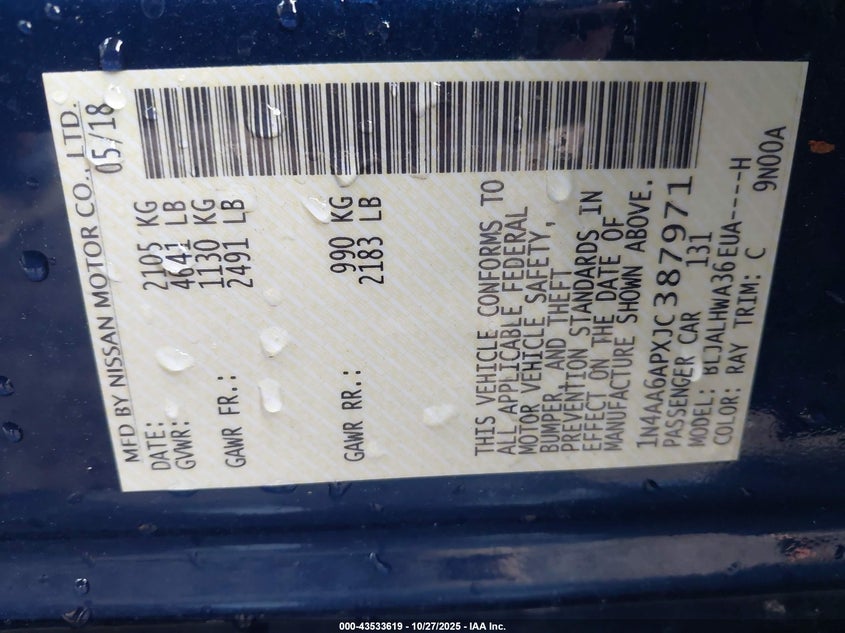 MFD BY NISSAN MOTOR CO., LTD.
DATE: 05/18
GVWR: 2105 KG
4641 LB
GAWR FR.: 1130 KG
2491 LB
GAWR RR.: 990 KG
2183 LB
THIS VEHICLE CONFORMS TO
ALL APPLICABLE FEDERAL
MOTOR VEHICLE SAFETY,
BUMPER, AND THEFT
PREVENTION STANDARDS IN
EFFECT ON THE DATE OF
MANUFACTURE SHOWN ABOVE.
1N4AA6APXJC387971
PASSENGER CAR 131
MODEL: BLJALHWA36EUA----H
COLOR: RAY TRIM: C 9N00A
000-43533619 - 10/27/2025 - IAA Inc.